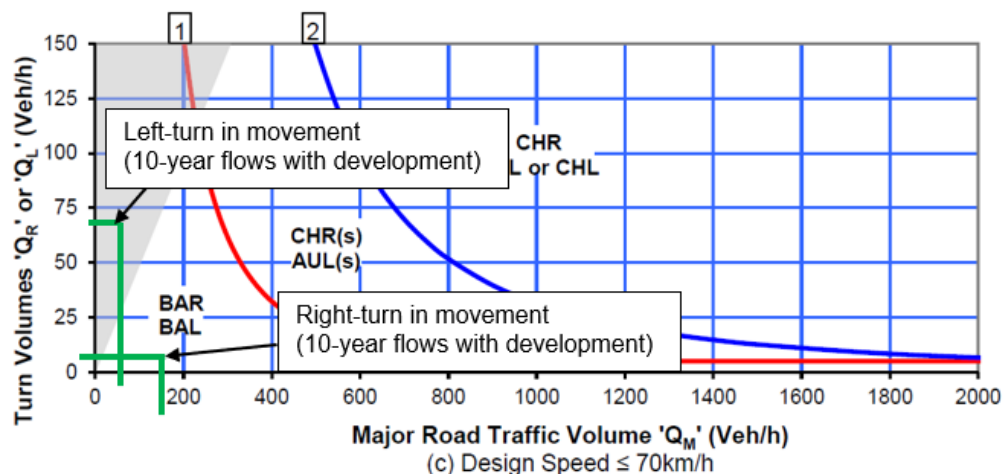 1
2
150
125
100
75
50
25
0
Turn Volumes 'QR' or 'QL' (Veh/h)
Left-turn in movement
(10-year flows with development)
CHR
L or CHL
CHR(s)
AUL(s)
BAR
BAL
Right-turn in movement
(10-year flows with development)
0 200 400 600 800 1000 1200 1400 1600 1800 2000
Major Road Traffic Volume 'QM' (Veh/h)
(c) Design Speed ≤ 70km/h